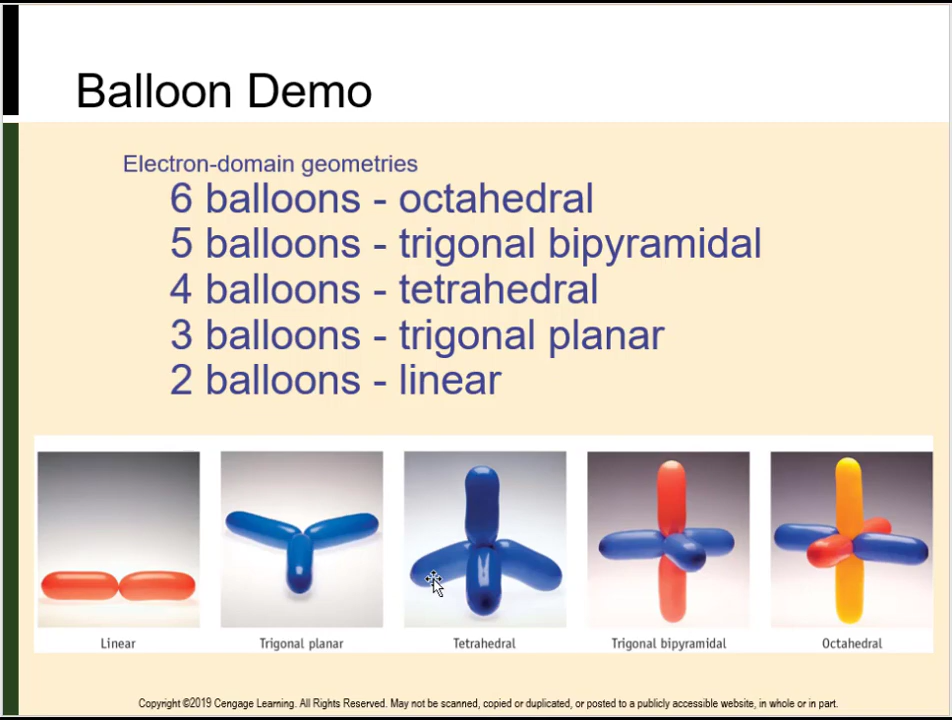 Balloon Demo
Electron-domain geometries
6 balloons - octahedral
5 balloons - trigonal bipyramidal
4 balloons - tetrahedral
3 balloons - trigonal planar
2 balloons - linear
Linear Trigonal planar Tetrahedral Trigonal bipyramidal Octahedral
Copyright ©2019 Cengage Learning. All Rights Reserved. May not be scanned, copied or duplicated, or posted to a publicly accessible website, in whole or in part.